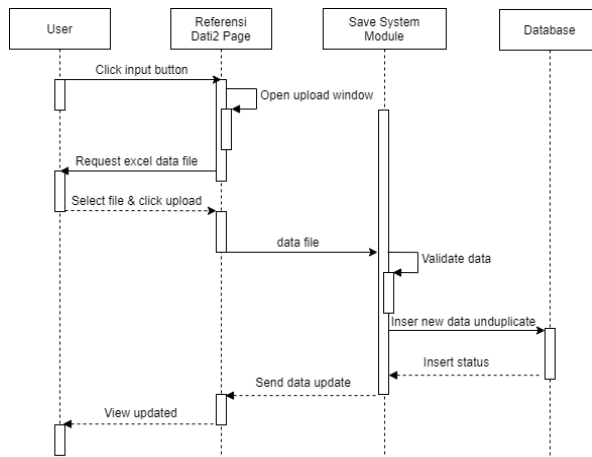 User
Referensi
Dati2 Page
Save System
Module
Database
Click input button
Open upload window
Request excel data file
Select file & click upload
data file
Validate data
Inser new data unduplicate
Insert status
Send data update
View updated